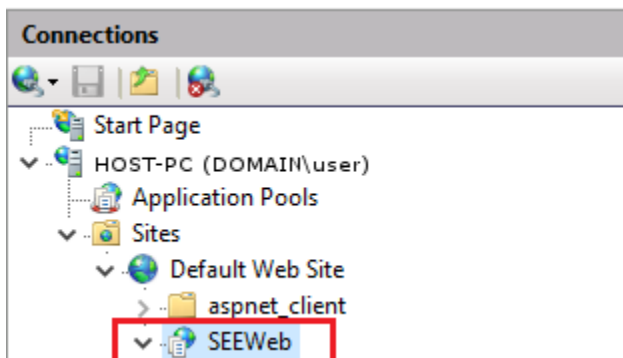 Connections
Start Page
HOST-PC (DOMAIN\user)
Application Pools
Sites
Default Web Site
aspnet_client
SEEWeb